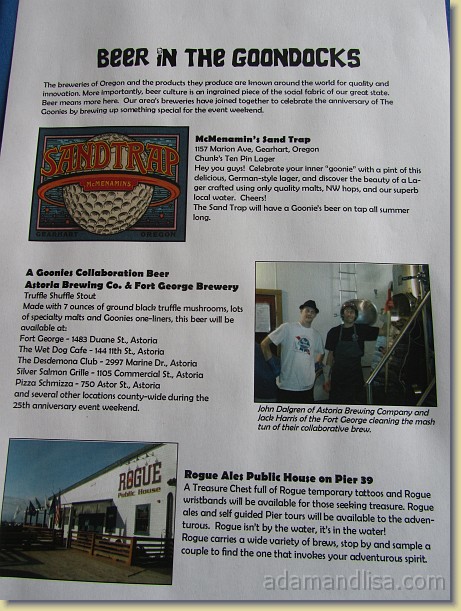 BEER IN THE GOONDOCKS
The breweries of Oregon and the products they produce are known around the world for quality and
innovation. More importantly, beer culture is an ingrained piece of the social fabric of our great state.
Beer means more here. Our area's breweries have joined together to celebrate the anniversary of The
Goonies by brewing up something special for the event weekend.
SANDTRAP
McMENAMINS
GEARHART OREGON
McMenamin's Sand Trap
1157 Marion Ave, Gearhart, Oregon
Chunk's Ten Pin Lager
Hey you guys! Celebrate your inner "goonie" with a pint of this
delicious, German-style lager, and discover the beauty of a La-
ger crafted using only quality malts, NW hops, and our superb
local water. Cheers!
The Sand Trap will have a Goonie's beer on tap all summer
long.
A Goonies Collaboration Beer
Astoria Brewing Co. & Fort George Brewery
Truffle Shuffle Stout
Made with 7 ounces of ground black truffle mushrooms, lots
of specialty malts and Goonies one-liners, this beer will be
available at:
Fort George - 1483 Duane St., Astoria
The Wet Dog Cafe - 144 11th St., Astoria
The Desdemona Club - 2997 Marine Dr., Astoria
Silver Salmon Grille - 1105 Commercial St., Astoria
Pizza Schmizza - 750 Astor St., Astoria
and several other locations county-wide during the
25th anniversary event weekend.
John Dalgren of Astoria Brewing Company and
Jack Harris of the Fort George cleaning the mash
tun of their collaborative brew.
ROGUE
Public House
Rogue Ales Public House on Pier 39
A Treasure Chest full of Rogue temporary tattoos and Rogue
wristbands will be available for those seeking treasure. Rogue
ales and self guided Pier tours will be available to the adven-
turous. Rogue isn't by the water, it's in the water!
Rogue carries a wide variety of brews, stop by and sample a
couple to find the one that invokes your adventurous spirit.
adamandlisa.com